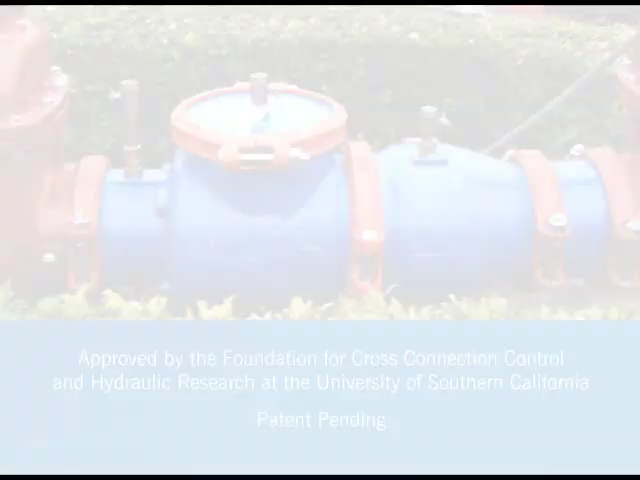 Approved by the Foundation for Cross Connection Control
and Hydraulic Research at the University of Southern California
Patent Pending